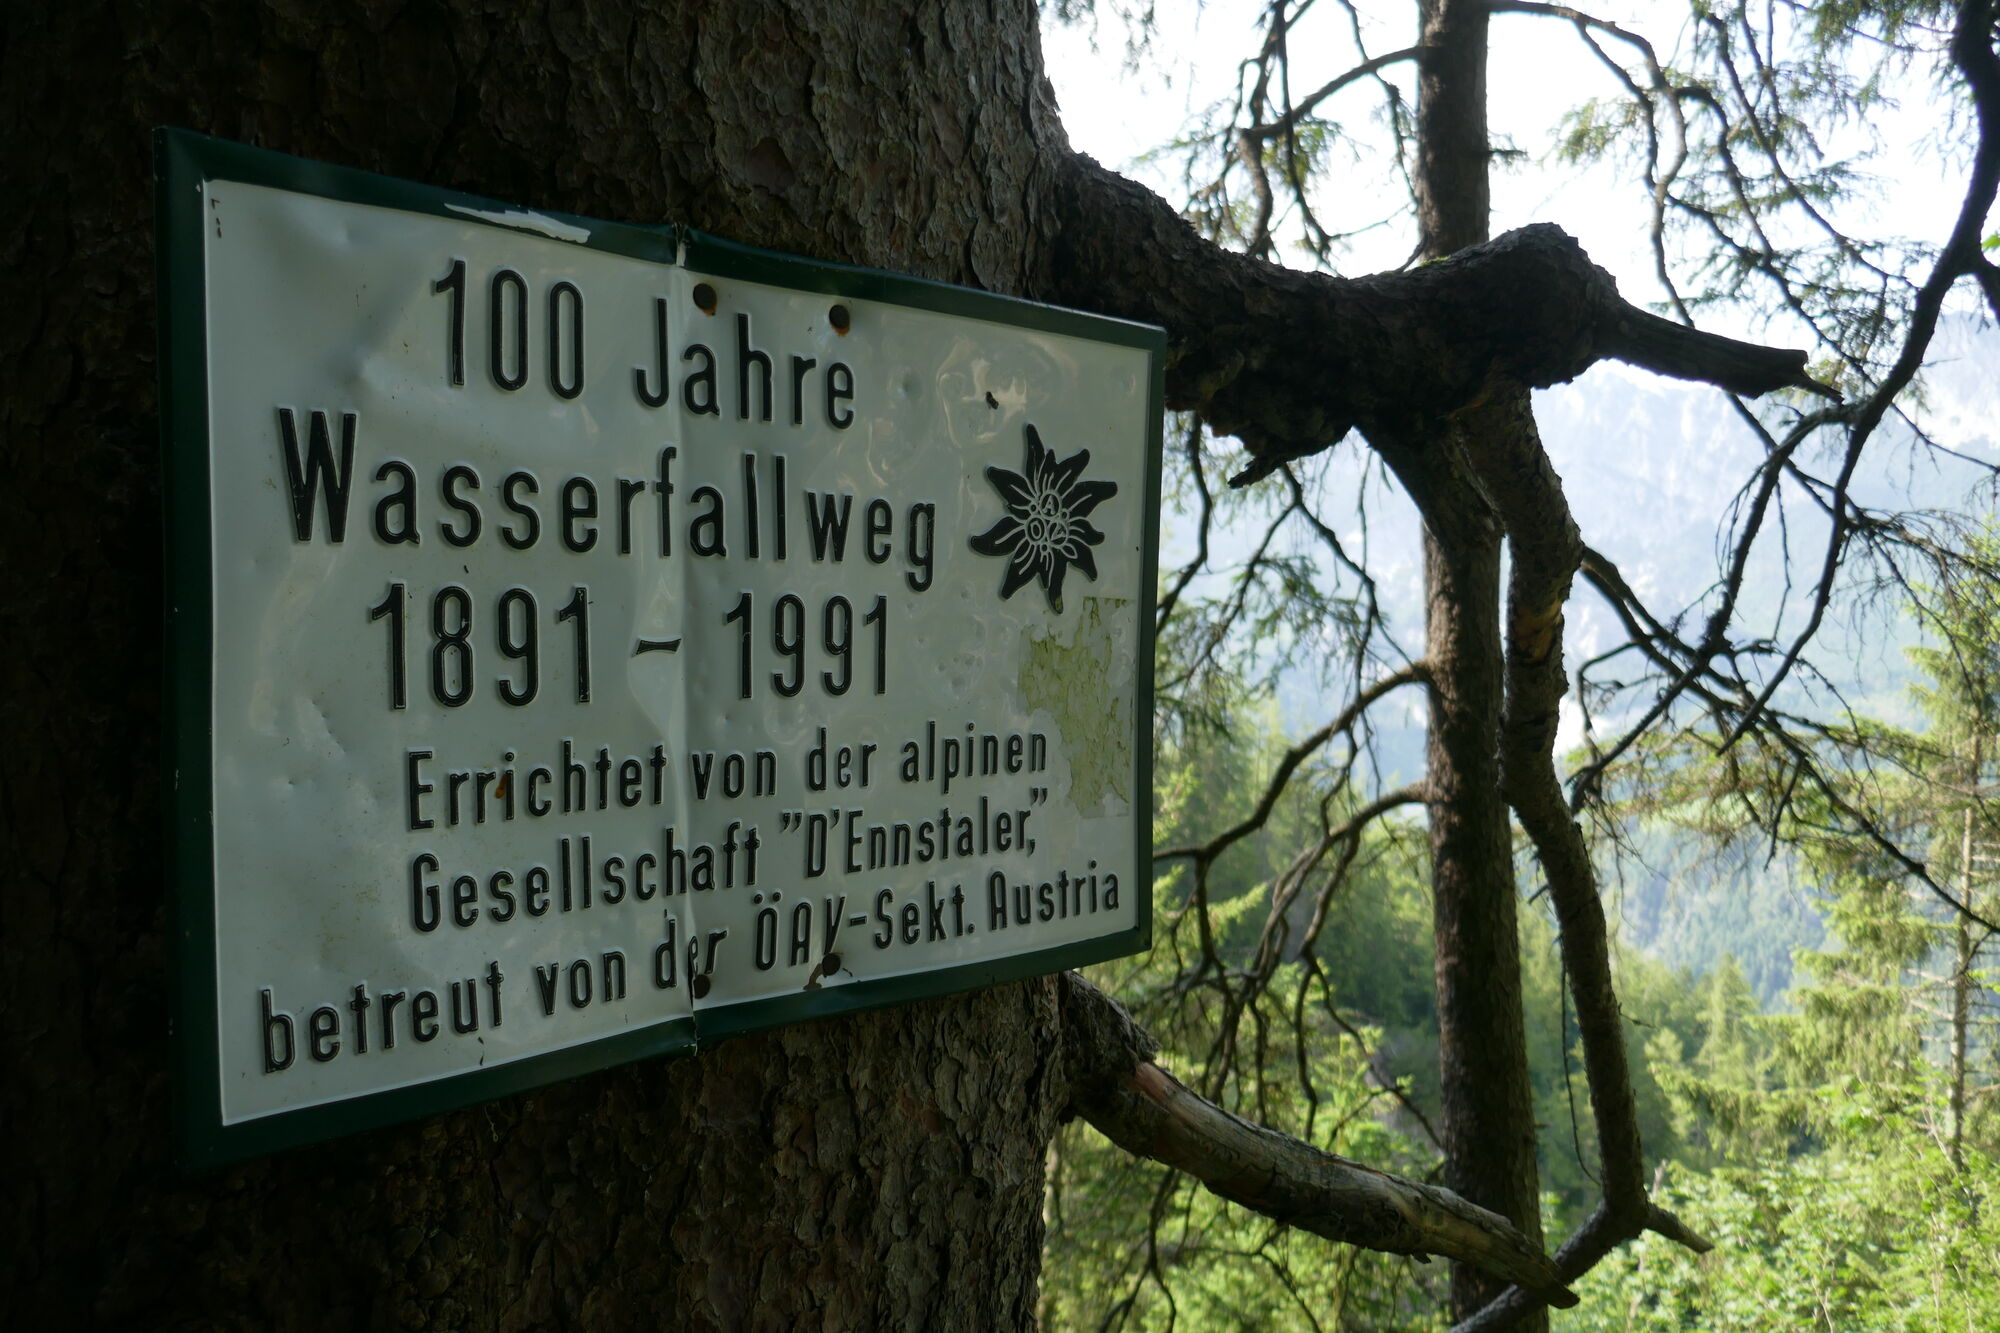 100 Jahre
Wasserfallweg
1891 - 1991
Errichtet von der alpinen
Gesellschaft "D'Ennstaler,"
betreut von der ÖAV-Sekt. Austria